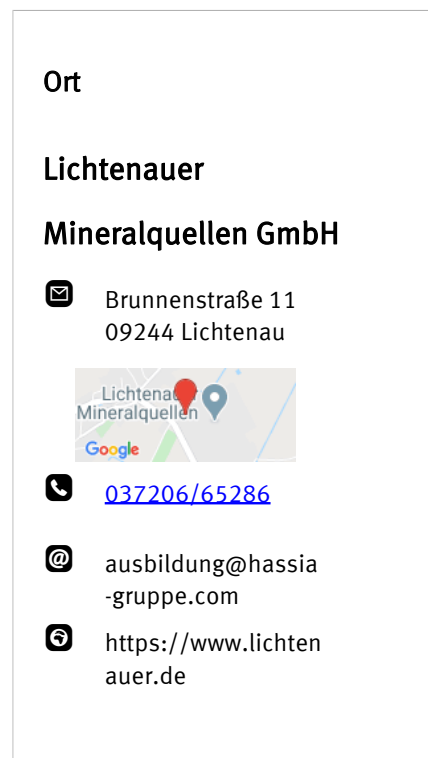 Ort
Lichtenauer
Mineralquellen GmbH
Brunnenstraße 11
09244 Lichtenau
Lichtenauer
Mineralquellen
Google
037206/65286
ausbildung@hassia
-gruppe.com
https://www.lichten
auer.de